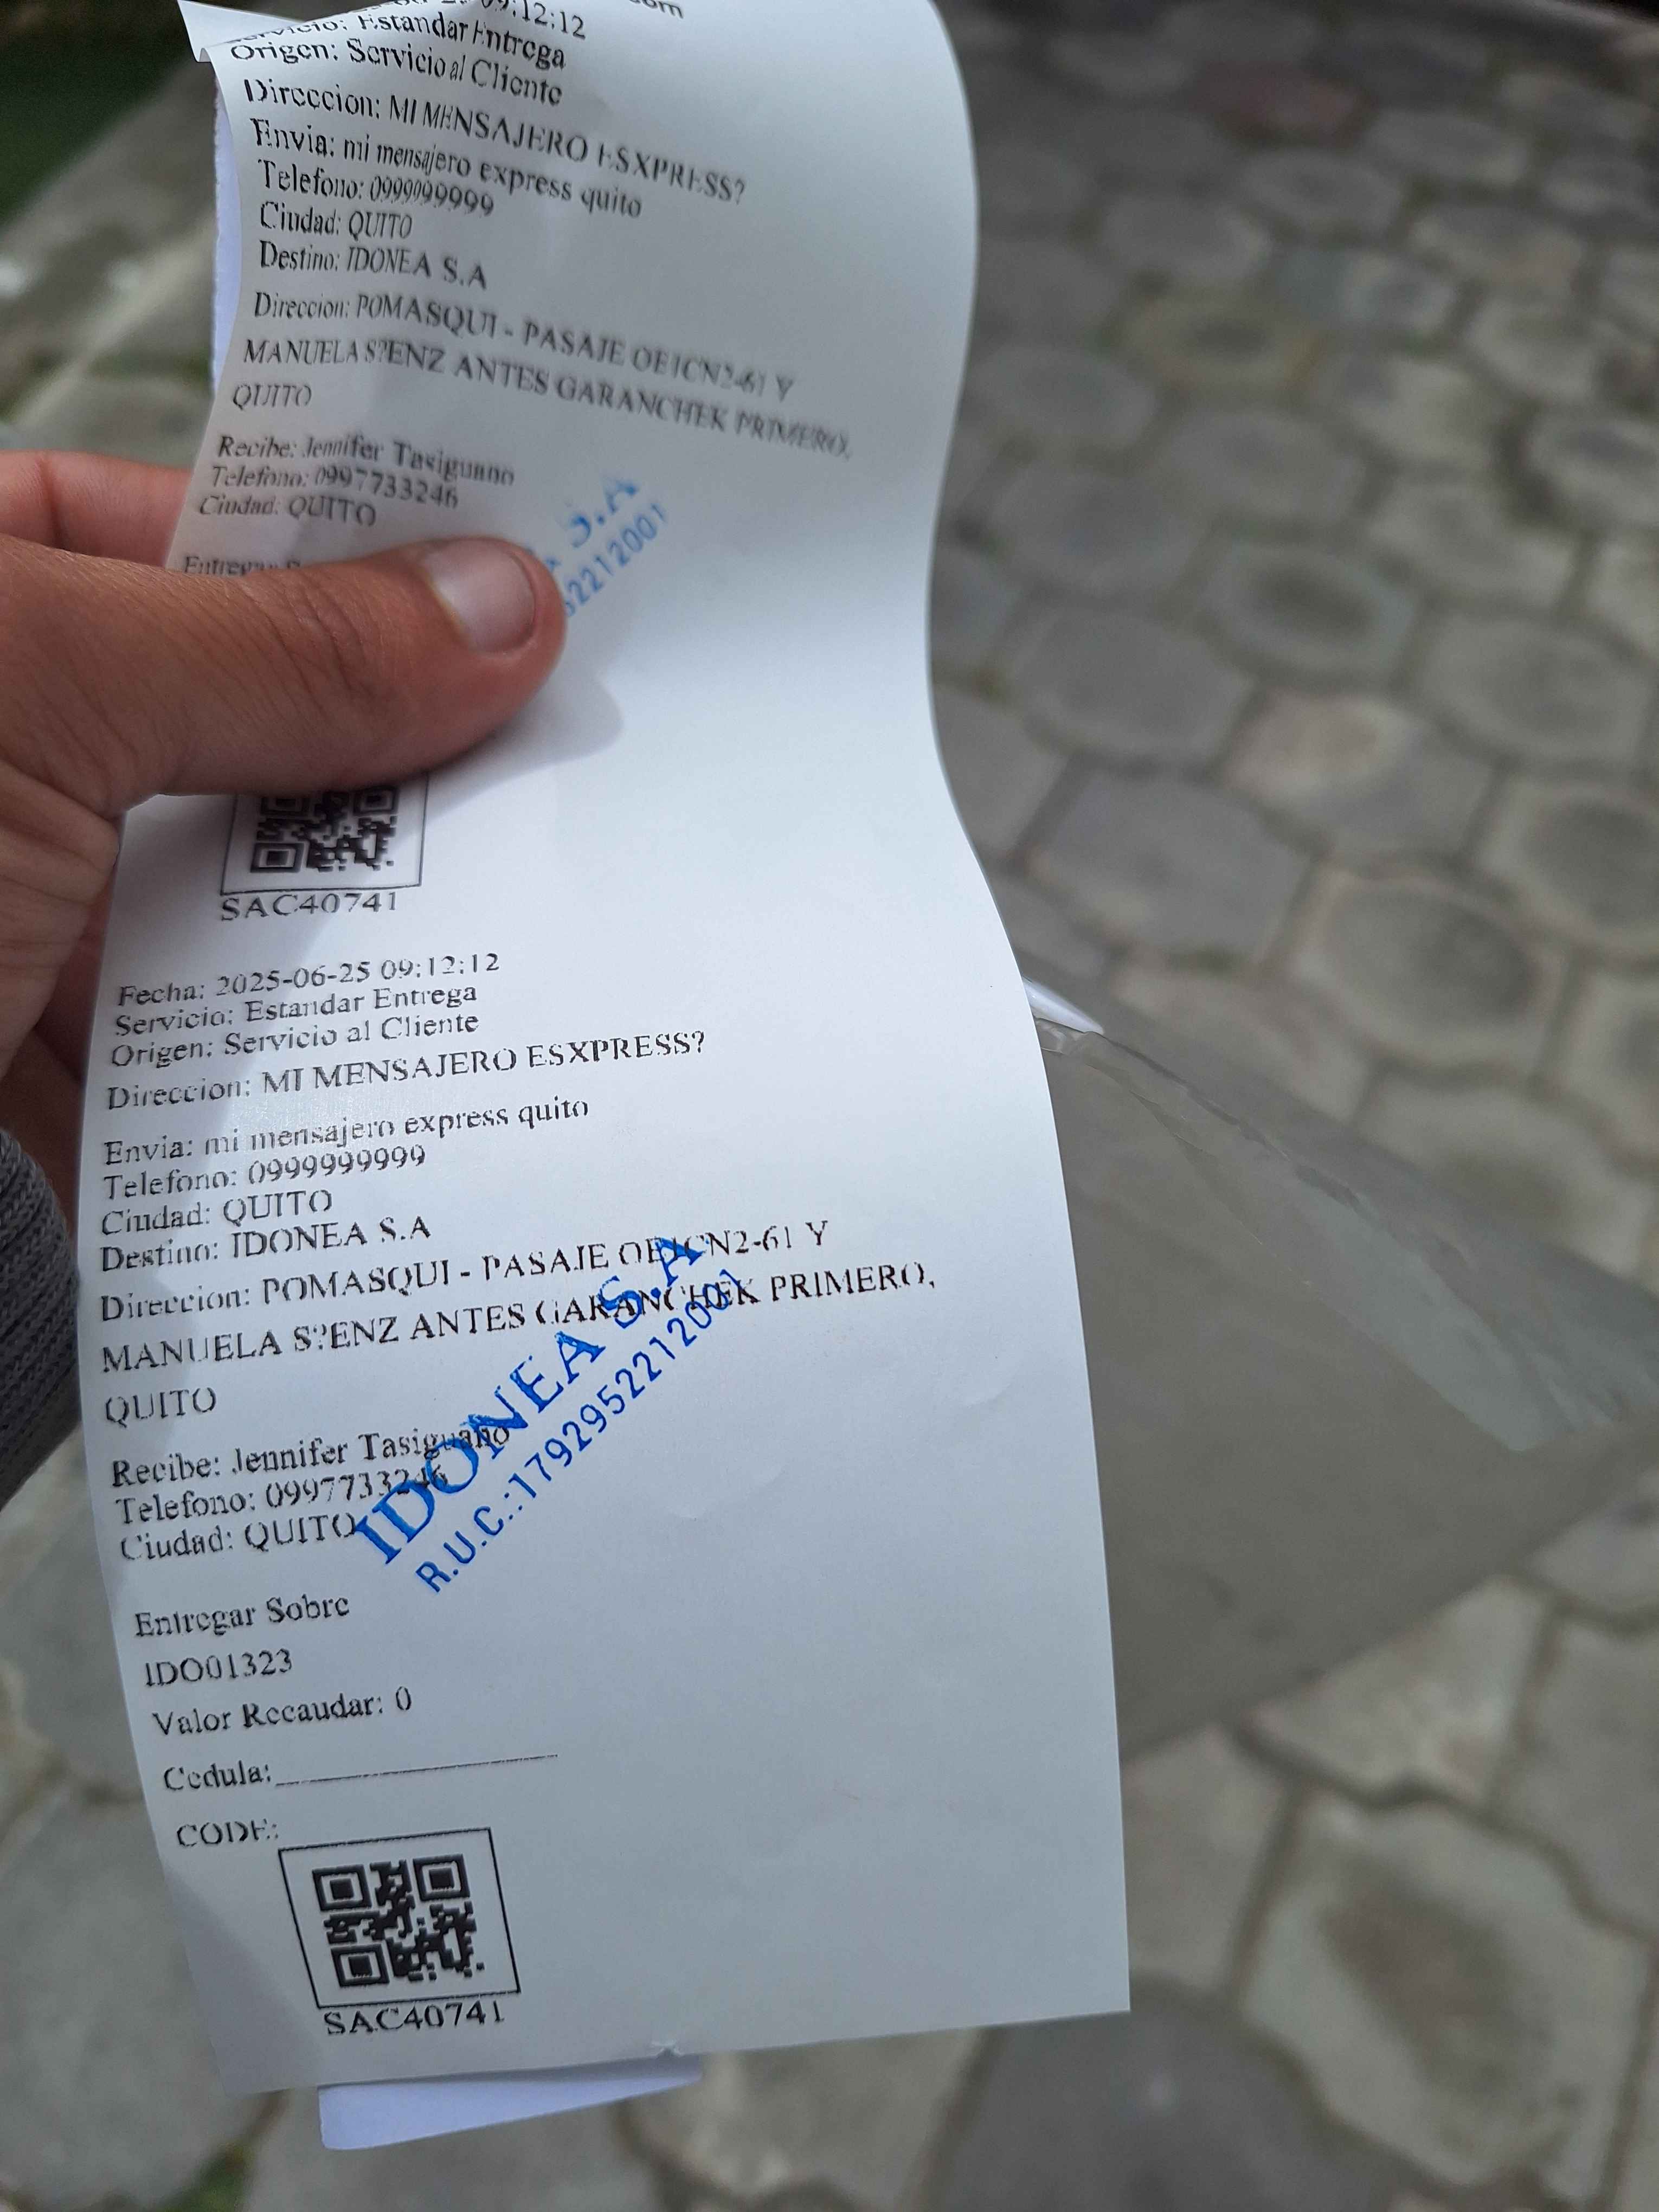 09:12:12
Estandar Entrega
Origen: Servicio al Cliente
Direccion: MI MENSAJERO ESXPRESS?
Envia: mi mensajero express quito
Telefono: 0999999999
Ciudad: QUITO
Destino: IDONEA S.A
Direccion: POMASQUI - PASAJE OE1CN2-61 Y
MANUELA S?ENZ ANTES GARANCHEK PRIMERO,
QUITO
Recibe: Jennifer Tasiguano
Telefono: 0997733246
Ciudad: QUITO
Entregar
S.A
2212001
SAC40741
Fecha: 2025-06-25 09:12:12
Servicio: Estandar Entrega
Origen: Servicio al Cliente
Direccion: MI MENSAJERO ESXPRESS?
Envia: mi mensajero express quito
Telefono: 0999999999
Ciudad: QUITO
Destino: IDONEA S.A
Direccion: POMASQUI - PASAJE OE1CN2-61 Y
MANUELA S?ENZ ANTES GARANCHEK PRIMERO,
QUITO
Recibe: Jennifer Tasiguano
Telefono: 0997733246
Ciudad: QUITO
IDONEA S.A
R.U.C.:1792952212001
Entregar Sobre
IDO01323
Valor Recaudar: 0
Cedula:
CODE:
SAC40741